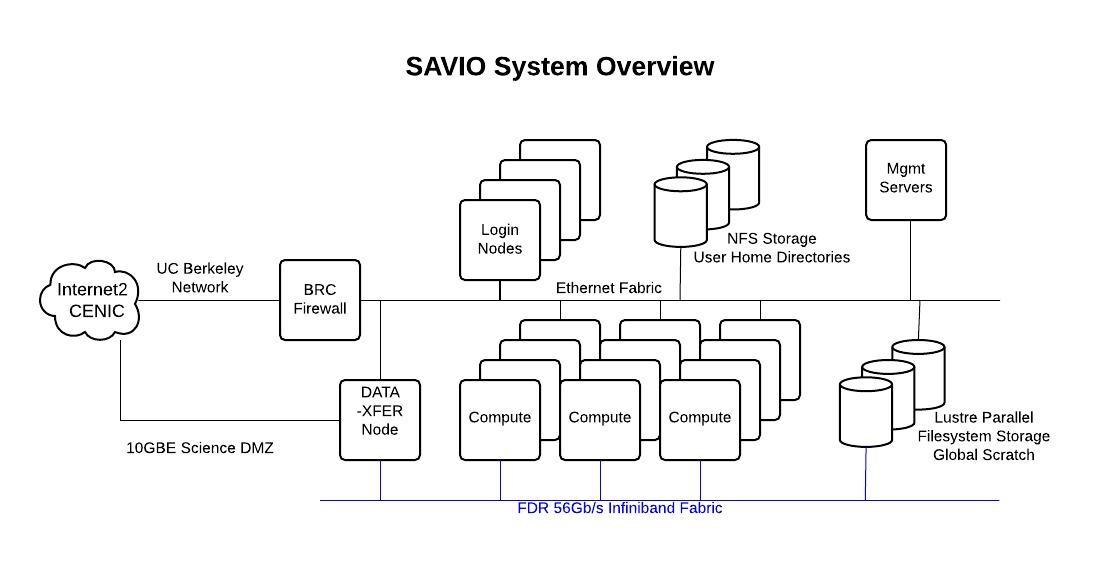 SAVIO System Overview
Mgmt
Servers
Login
Nodes
NFS Storage
User Home Directories
UC Berkeley
Network
Internet2
CENIC
BRC
Firewall
Ethernet Fabric
DATA
-XFER
Node
Compute
Compute
Compute
Lustre Parallel
Filesystem Storage
Global Scratch
10GBE Science DMZ
FDR 56Gb/s Infiniband Fabric